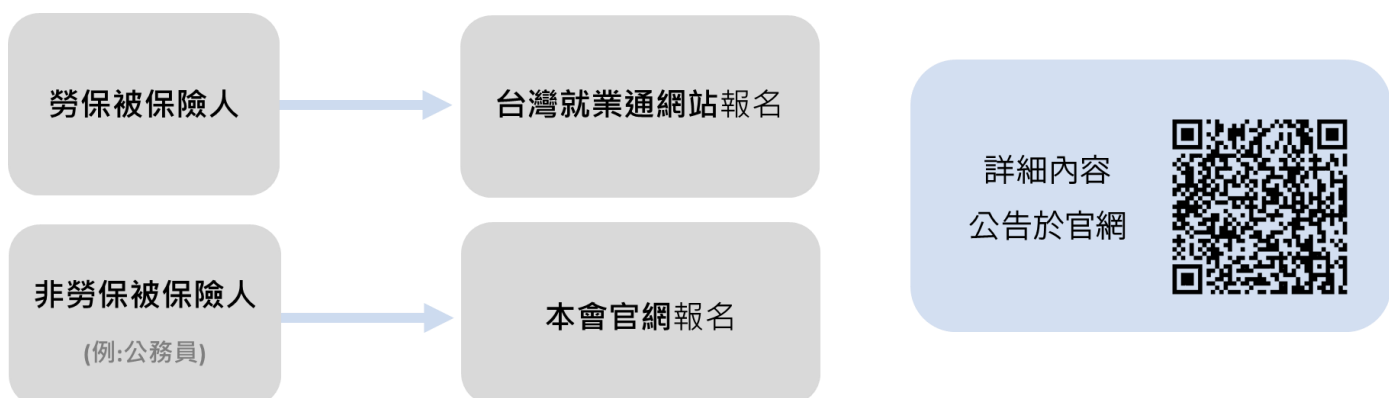 勞保被保險人
台灣就業通網站報名
非勞保被保險人
(例:公務員)
本會官網報名
詳細內容
公告於官網